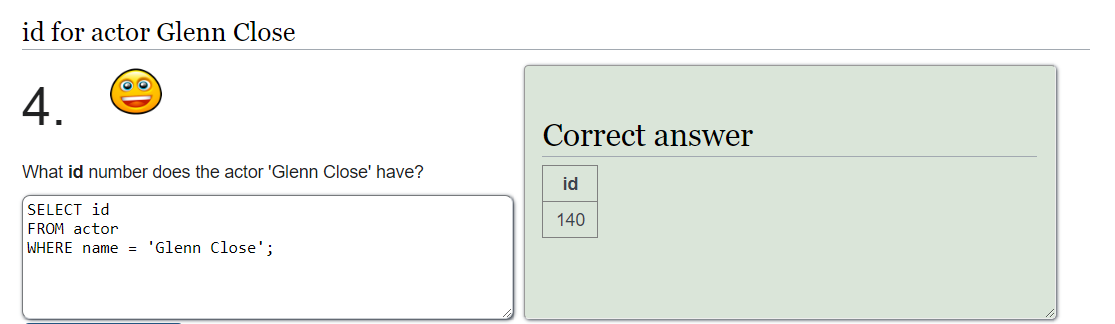 id for actor Glenn Close
4.
What id number does the actor 'Glenn Close' have?
SELECT id
FROM actor
WHERE name = 'Glenn Close';
Correct answer
id
140